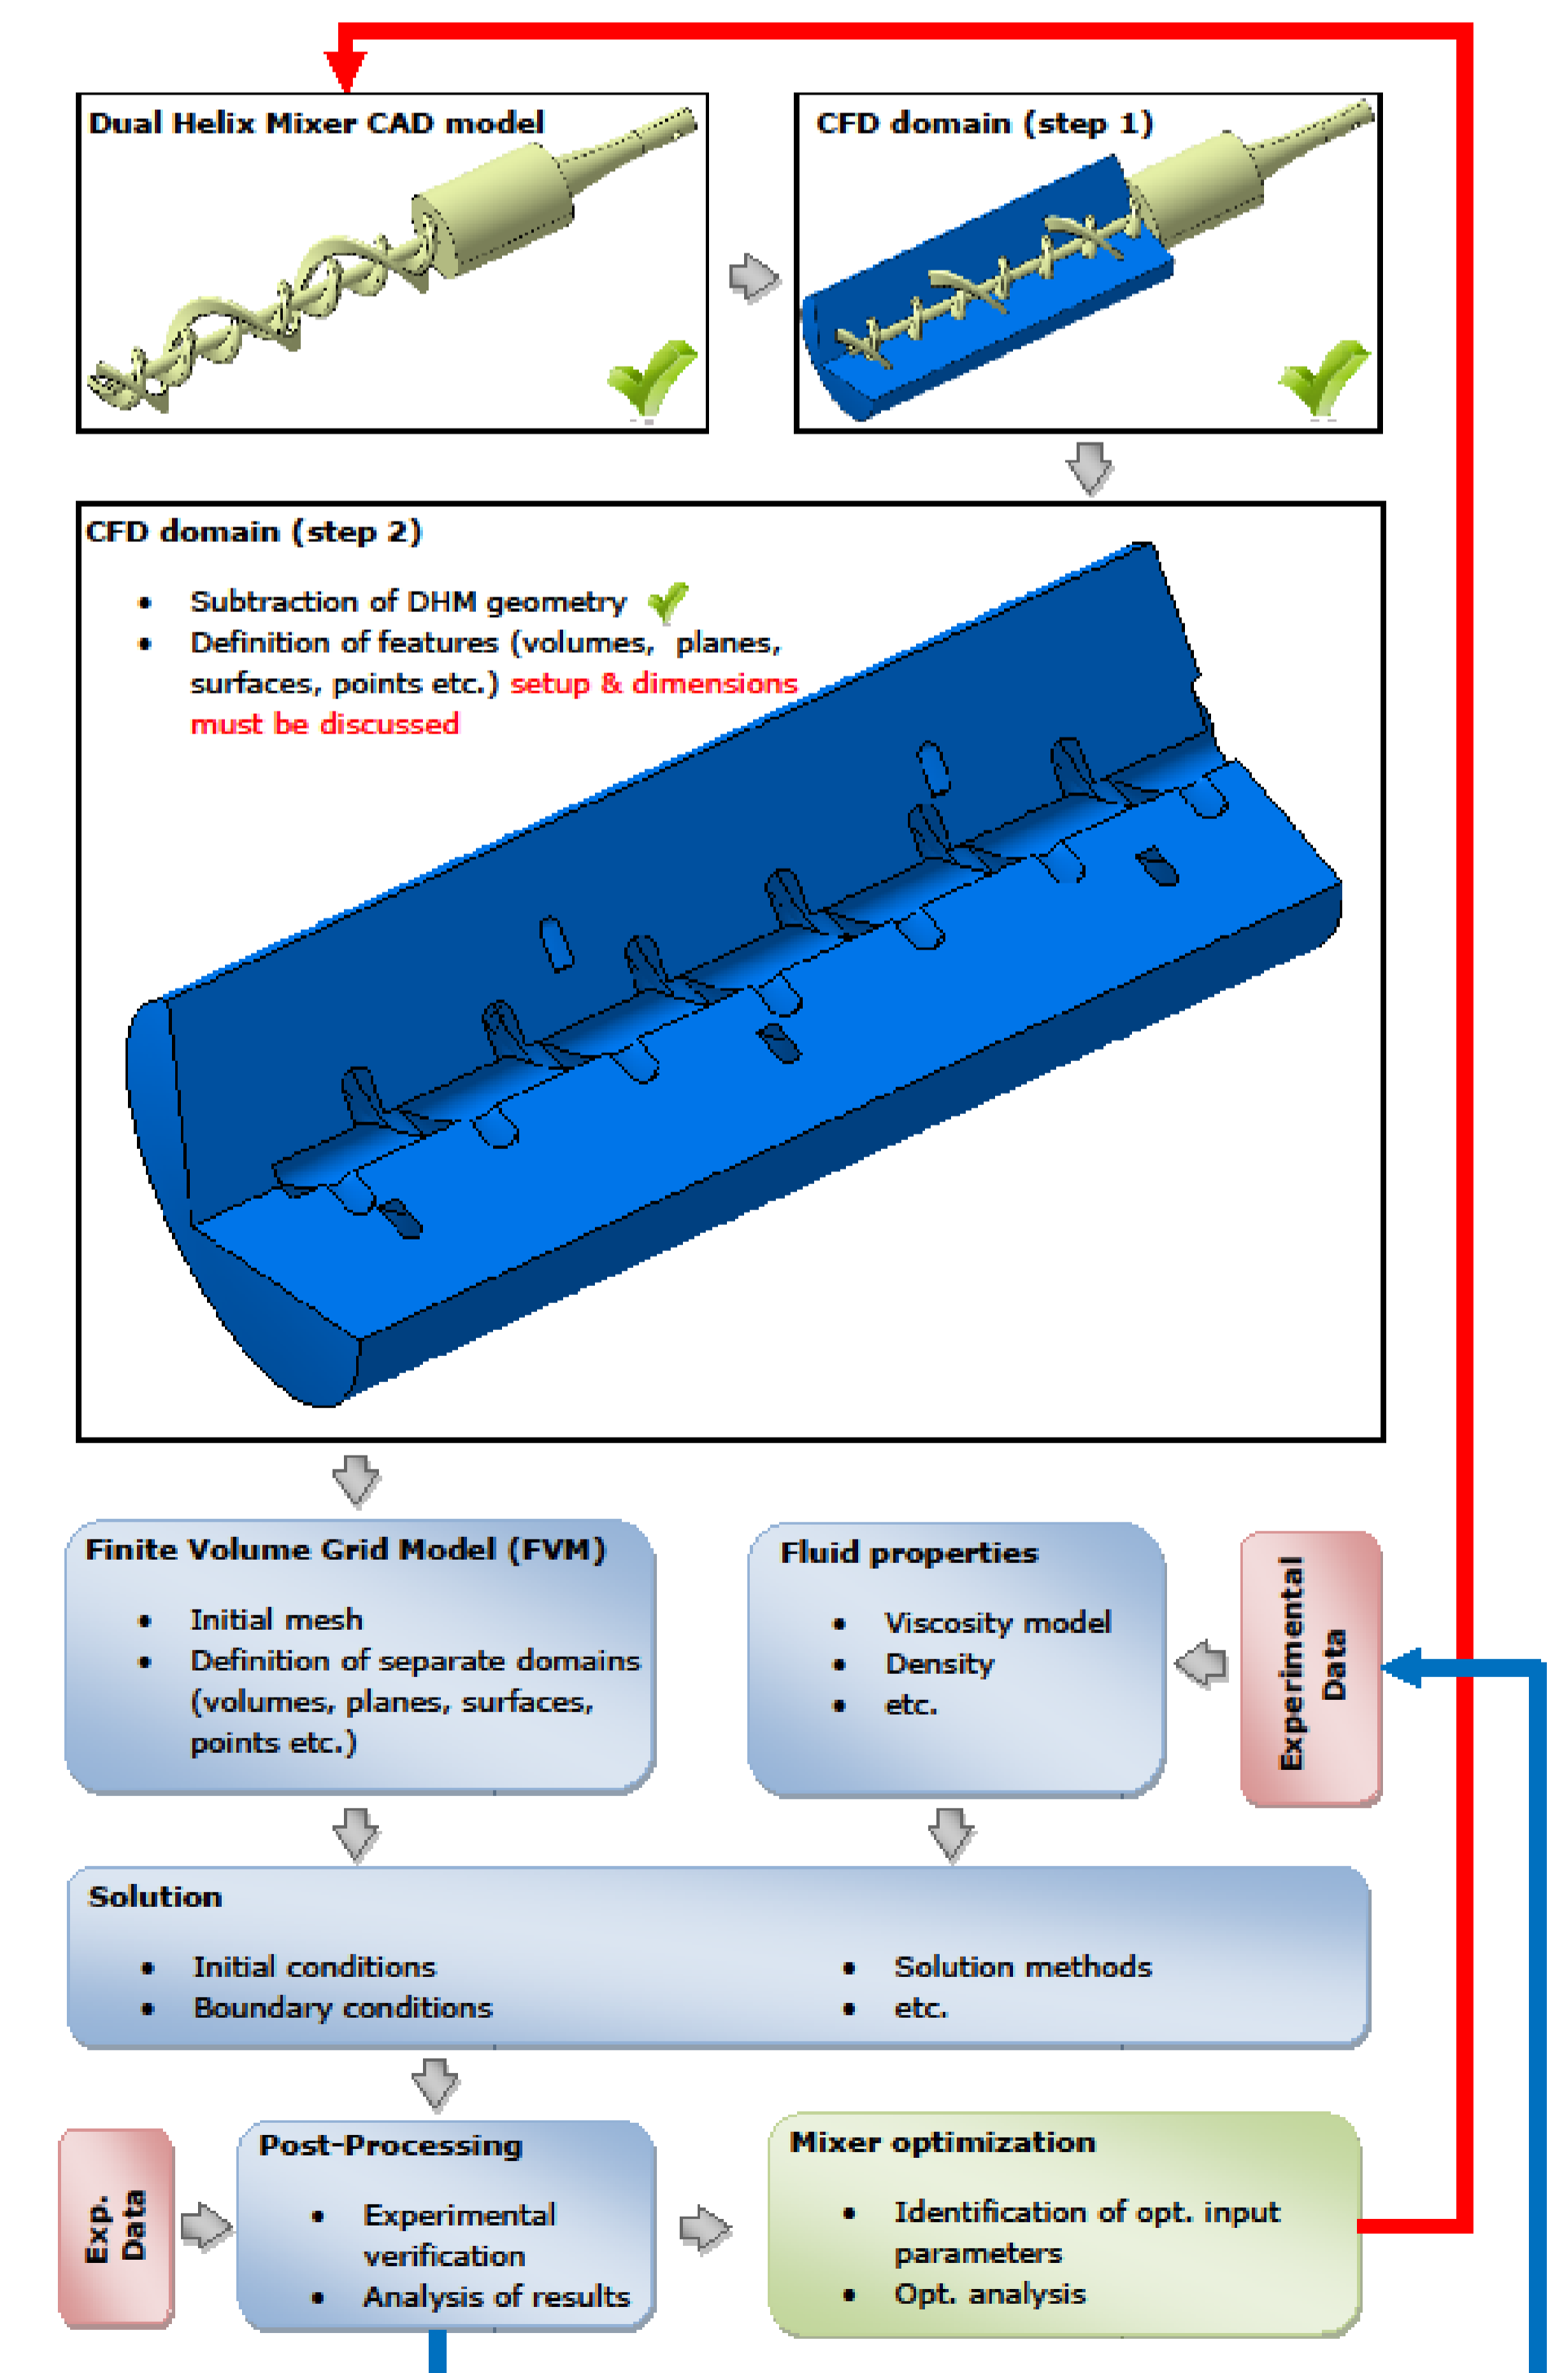 Dual Helix Mixer CAD model
CFD domain (step 1)
CFD domain (step 2)
• Subtraction of DHM geometry
• Definition of features (volumes, planes,
surfaces, points etc.) setup & dimensions
must be discussed
Finite Volume Grid Model (FVM)
• Initial mesh
• Definition of separate domains
(volumes, planes, surfaces,
points etc.)
Fluid properties
• Viscosity model
• Density
• etc.
Experimental
Data
Solution
• Initial conditions
• Boundary conditions
• Solution methods
• etc.
Exp.
Data
Post-Processing
• Experimental
verification
• Analysis of results
Mixer optimization
• Identification of opt. input
parameters
• Opt. analysis